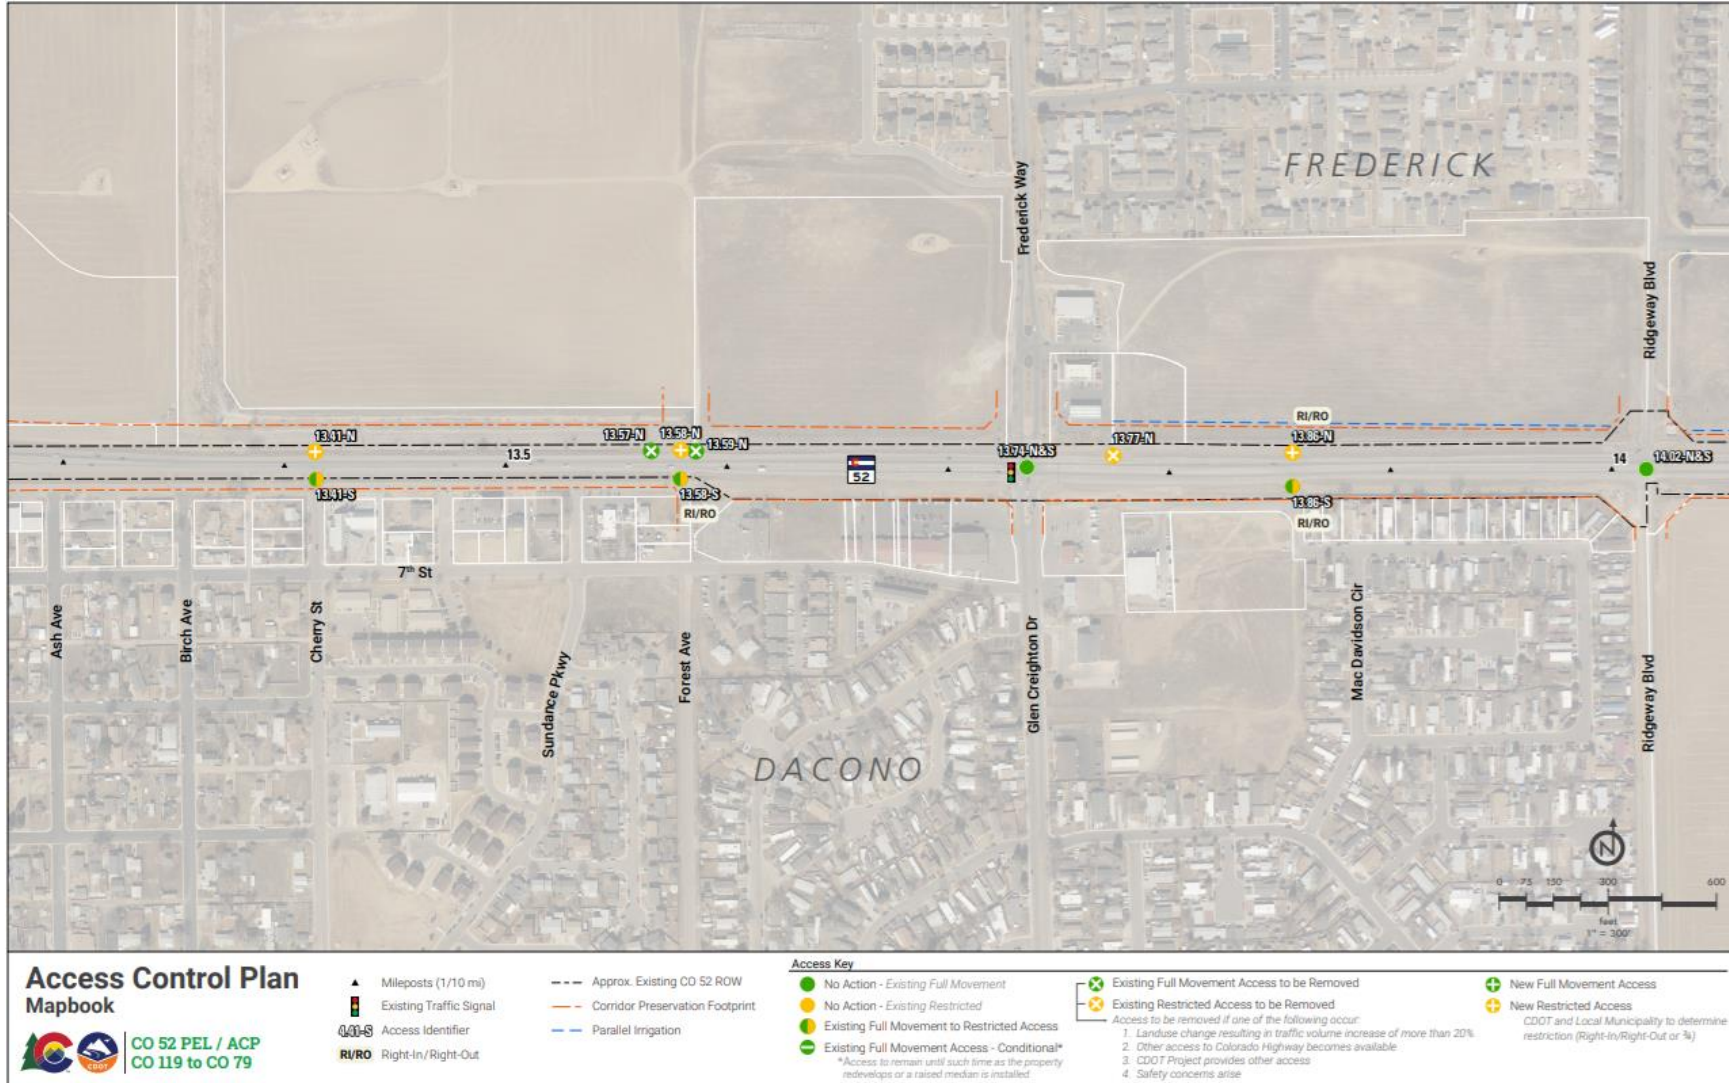 FREDERICK
Frederick Way
Ridgeway Blvd
RI/RO
13.41-N
13.57-N
13.58-N
13.59-N
13.74-N&S
13.77-N
13.86-N
14.02-N&S
13.5
52
14
13.41-S
13.58-S
13.86-S
RI/RO
RI/RO
7th St
Ash Ave
Birch Ave
Cherry St
Sundance Pkwy
Forest Ave
Glen Creighton Dr
Mac Davidson Cir
Ridgeway Blvd
DACONO
N
0 75 150 300 600
feet
1" = 300'
Access Control Plan
Mapbook
CDOT
CO 52 PEL / ACP
CO 119 to CO 79
Mileposts (1/10 mi)
Existing Traffic Signal
4.41-S Access Identifier
RI/RO Right-In/Right-Out
Approx. Existing CO 52 ROW
Corridor Preservation Footprint
Parallel Irrigation
Access Key
No Action - Existing Full Movement
No Action - Existing Restricted
Existing Full Movement to Restricted Access
Existing Full Movement Access - Conditional*
*Access to remain until such time as the property
redevelops or a raised median is installed
Existing Full Movement Access to be Removed
Existing Restricted Access to be Removed
Access to be removed if one of the following occur:
1. Landuse change resulting in traffic volume increase of more than 20%
2. Other access to Colorado Highway becomes available
3. CDOT Project provides other access
4. Safety concerns arise
New Full Movement Access
New Restricted Access
CDOT and Local Municipality to determine
restriction (Right-In/Right-Out or ¾)